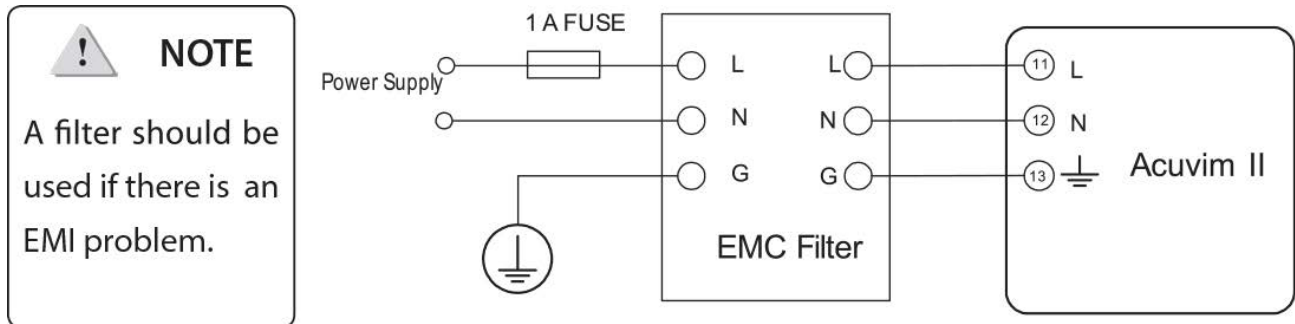 !
NOTE
A filter should be
used if there is an
EMI problem.
1 A FUSE
Power Supply
L
L
11
L
N
N
12
N
G
G
13
EMC Filter
Acuvim II